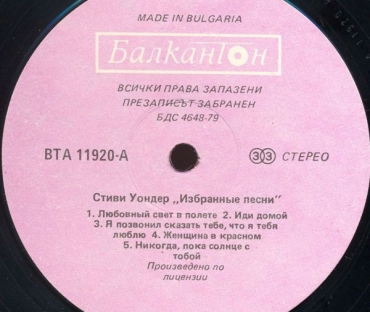 MADE IN BULGARIA
БалканТон
ВСИЧКИ ПРАВА ЗАПАЗЕНИ
ПРЕЗАПИСЪТ ЗАБРАНЕН
БДС 4648-79
ВТА 11920-А
33 СТЕРЕО
Стиви Уондер „Избранные песни"
1. Любовный свет в полете 2. Иди домой
3. Я позвонил сказать тебе, что я тебя
люблю 4. Женщина в красном
5. Никогда, пока солнце с
тобой
Произведено по
лицензии